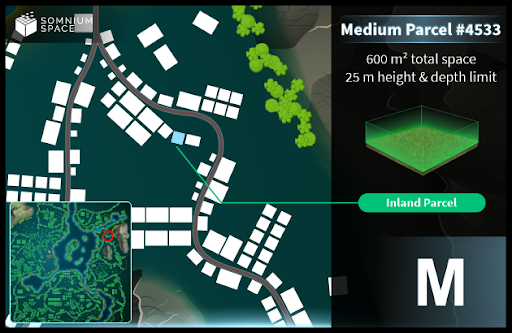 SOMNIUM
SPACE
Medium Parcel #4533
600 m² total space
25 m height & depth limit
Inland Parcel
M